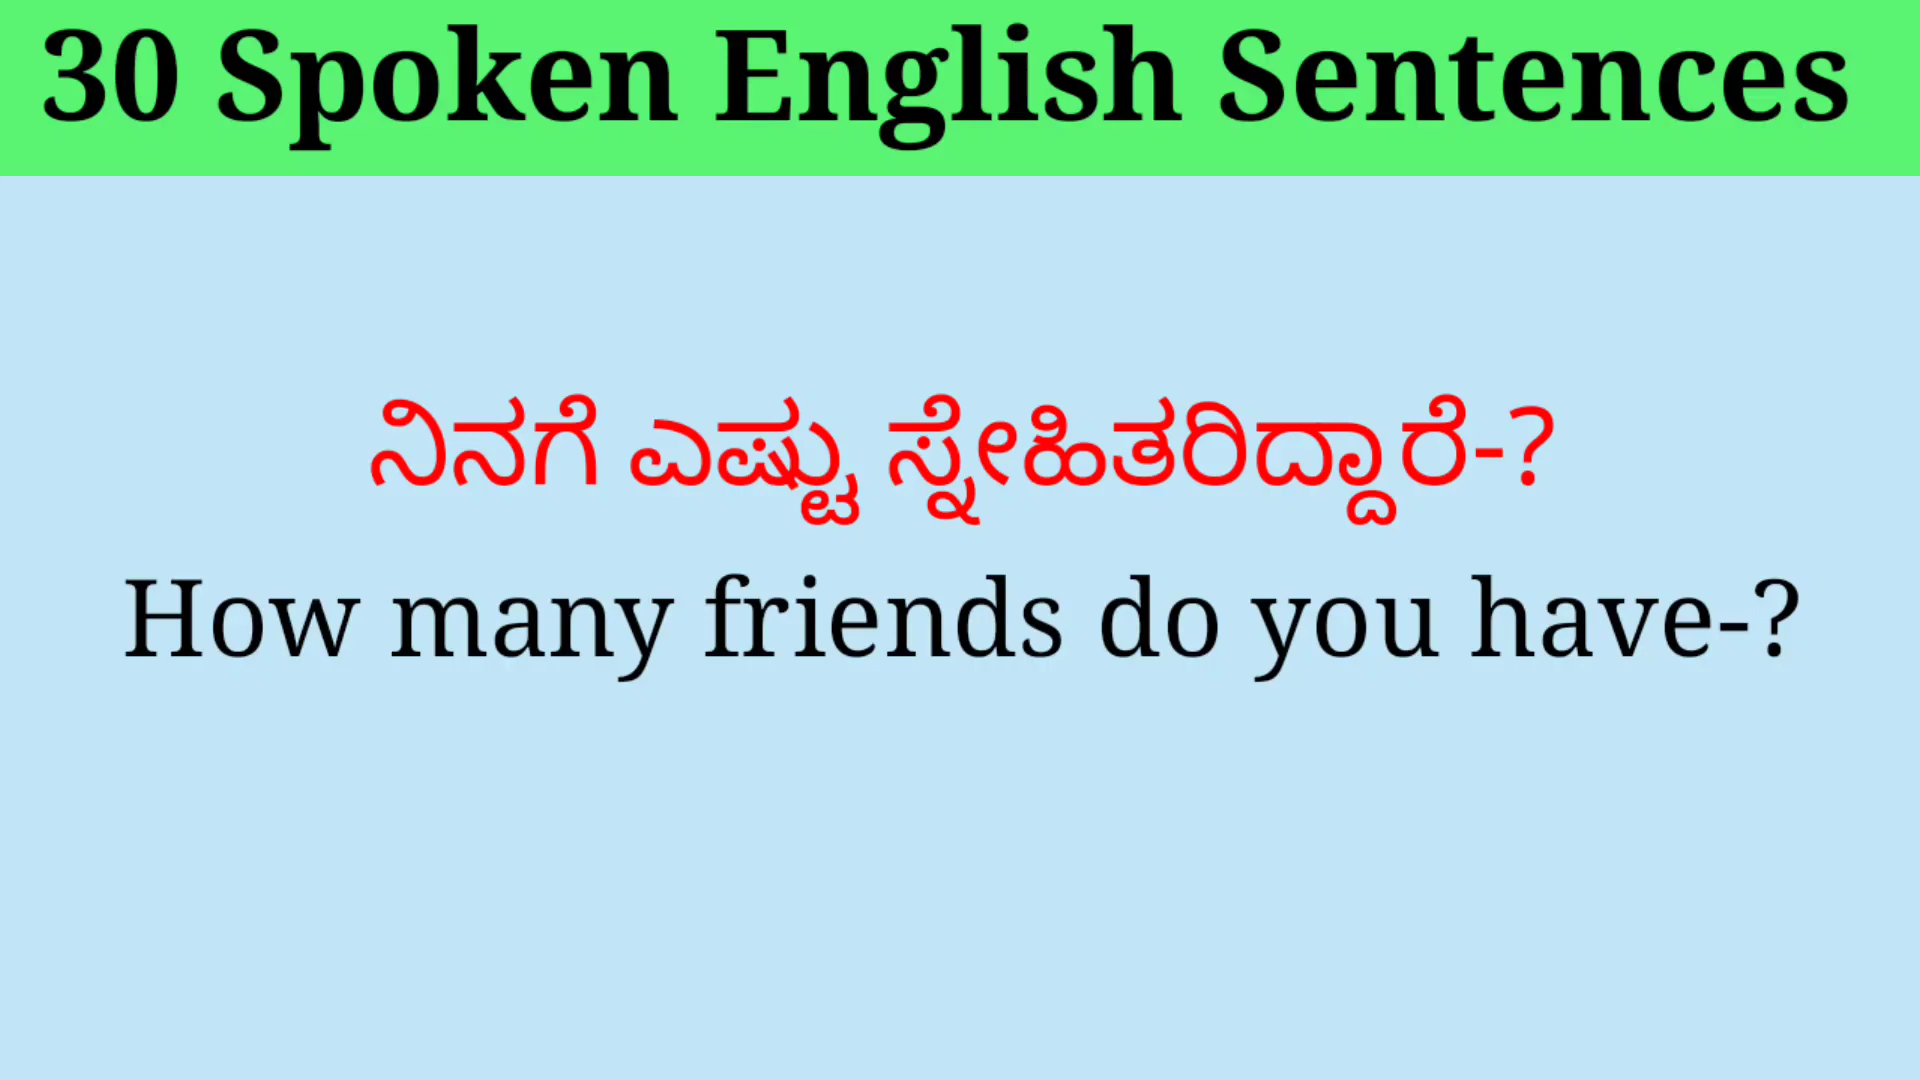 30 Spoken English Sentences
ನಿನಗೆ ಎಷ್ಟು ಸ್ನೇಹಿತರಿದ್ದಾರೆ-?
How many friends do you have-?